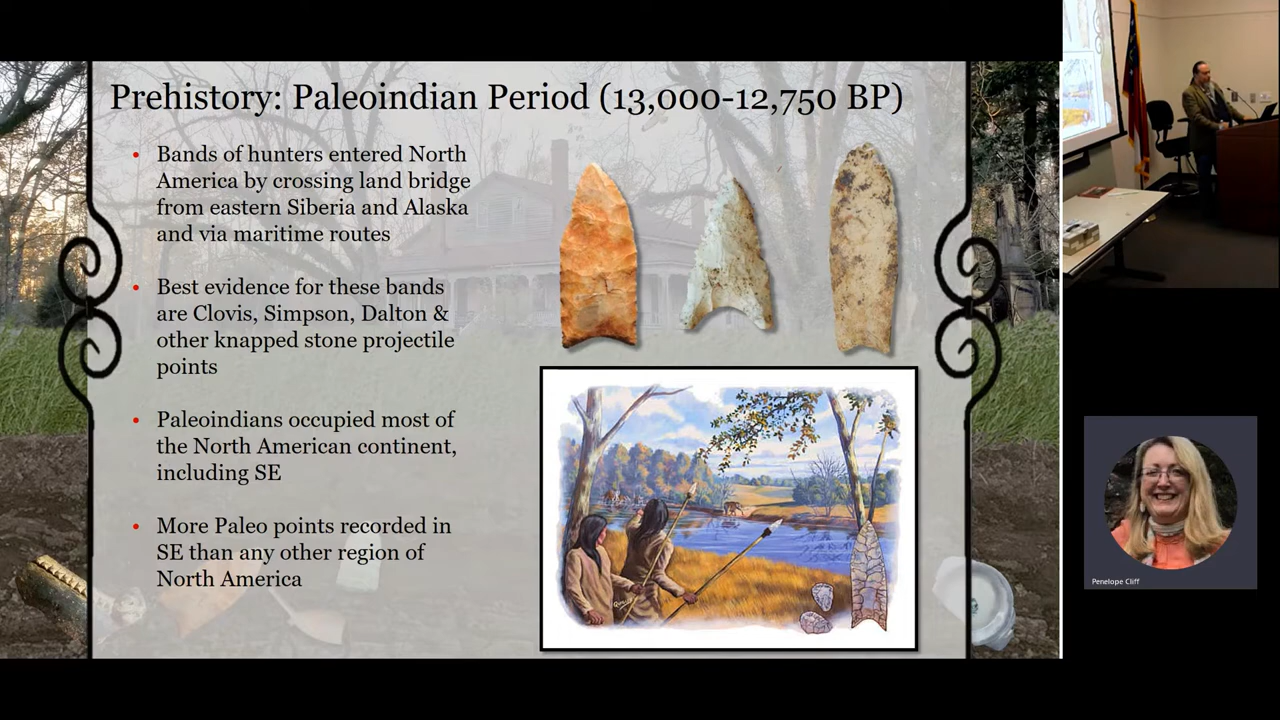 Prehistory: Paleoindian Period (13,000-12,750 BP)
• Bands of hunters entered North
America by crossing land bridge
from eastern Siberia and Alaska
and via maritime routes
• Best evidence for these bands
are Clovis, Simpson, Dalton &
other knapped stone projectile
points
• Paleoindians occupied most of
the North American continent,
including SE
• More Paleo points recorded in
SE than any other region of
North America
Penelope Cliff